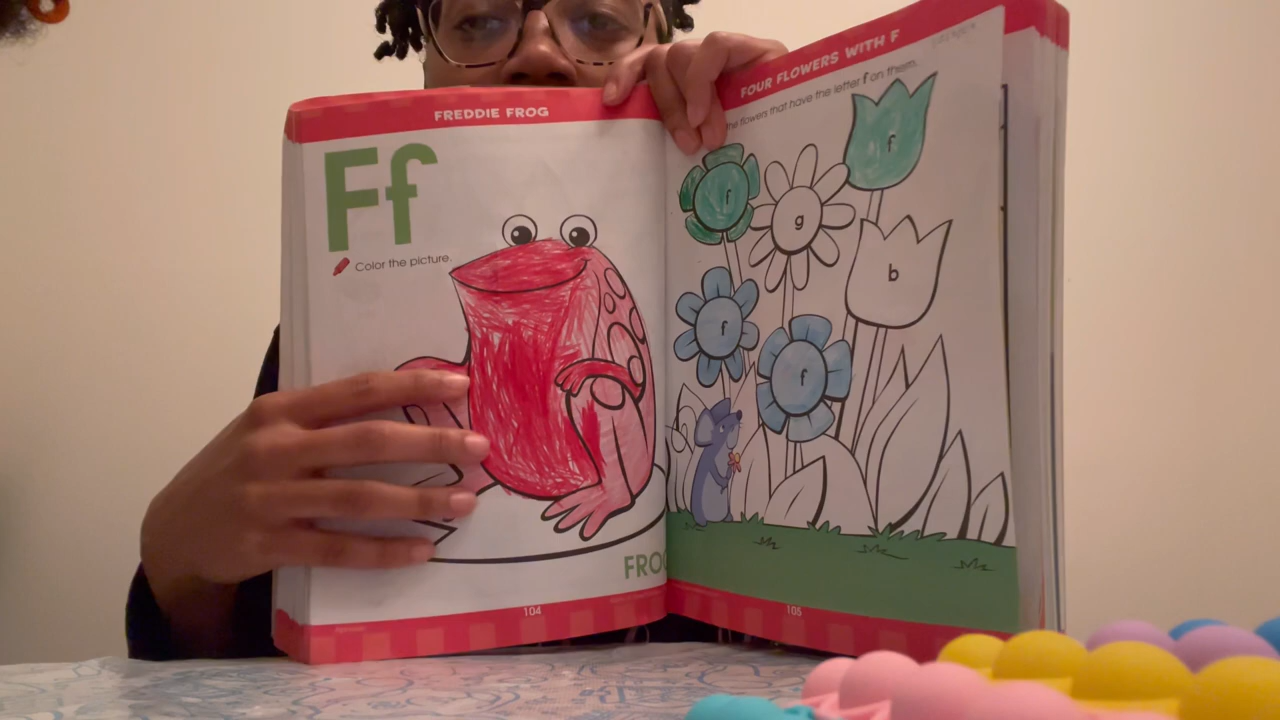 FREDDIE FROG
Ff
Color the picture.
FROG
104
FOUR FLOWERS WITH F
the flowers that have the letter f on them.
f
f
g
b
f
f
105